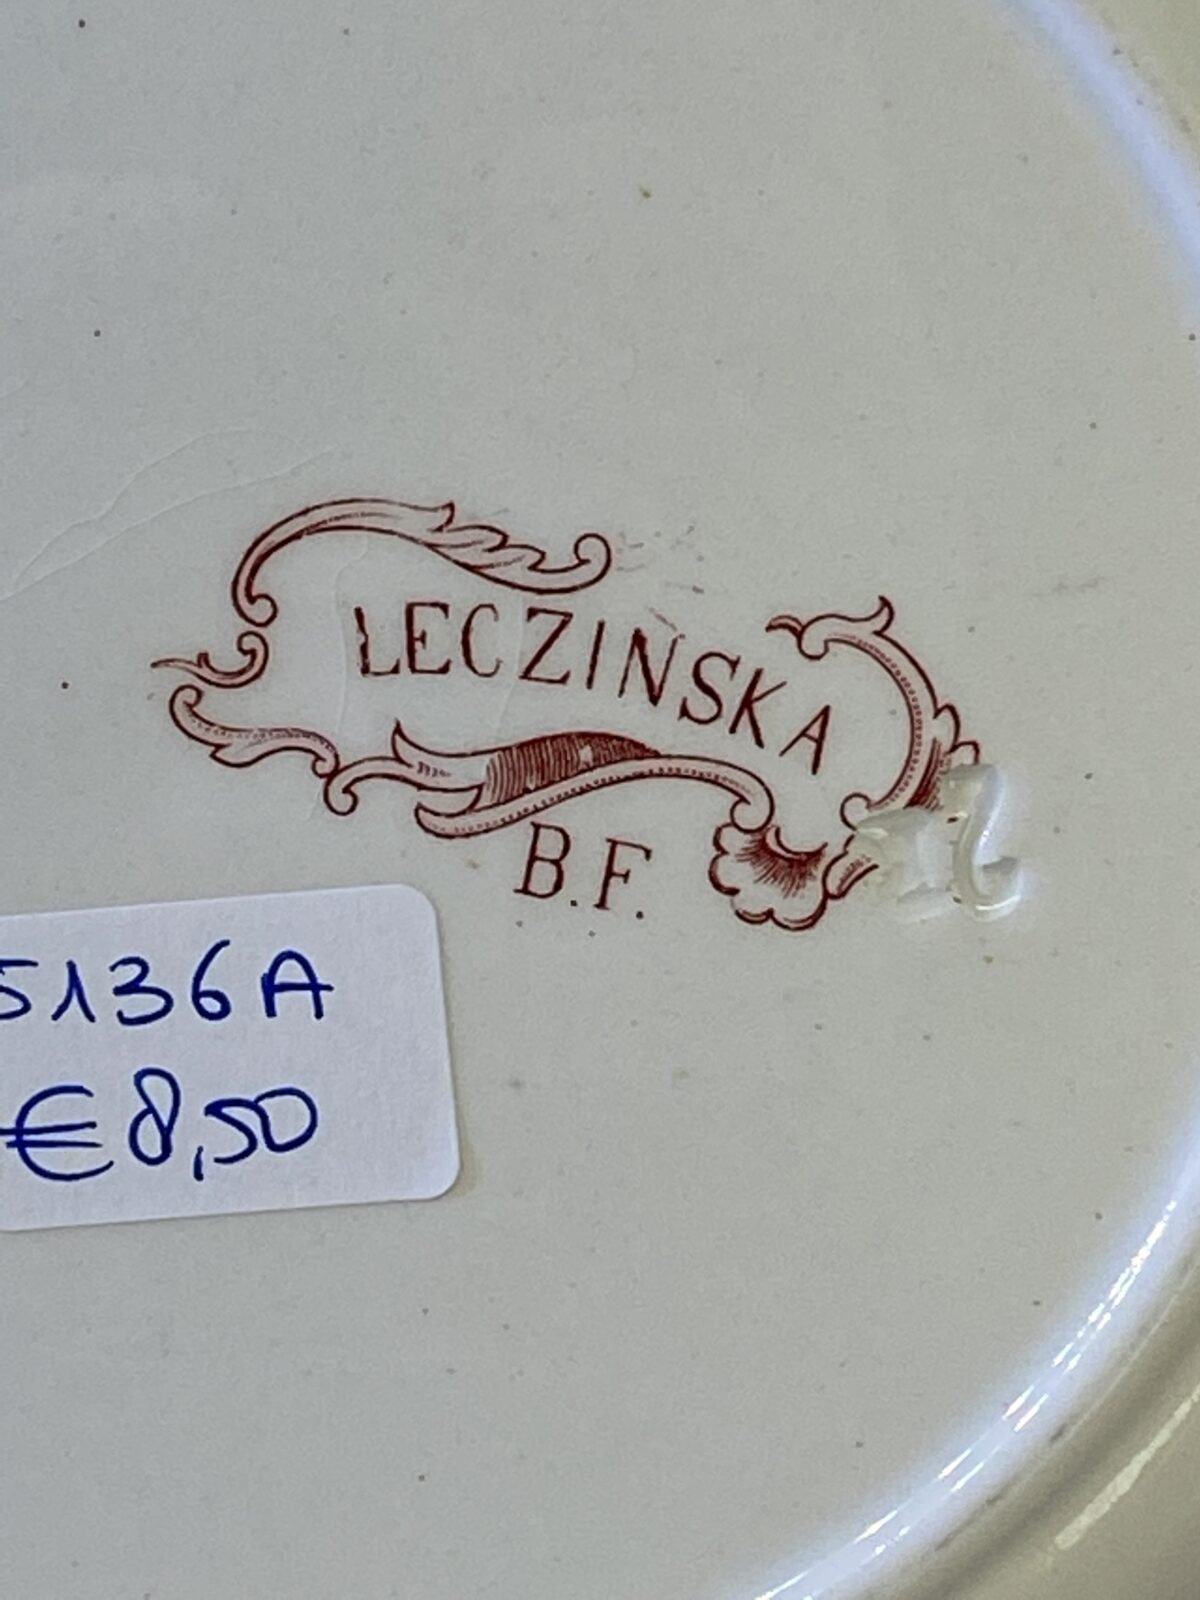 LECZINSKA
B.F.
5136A
€8,50